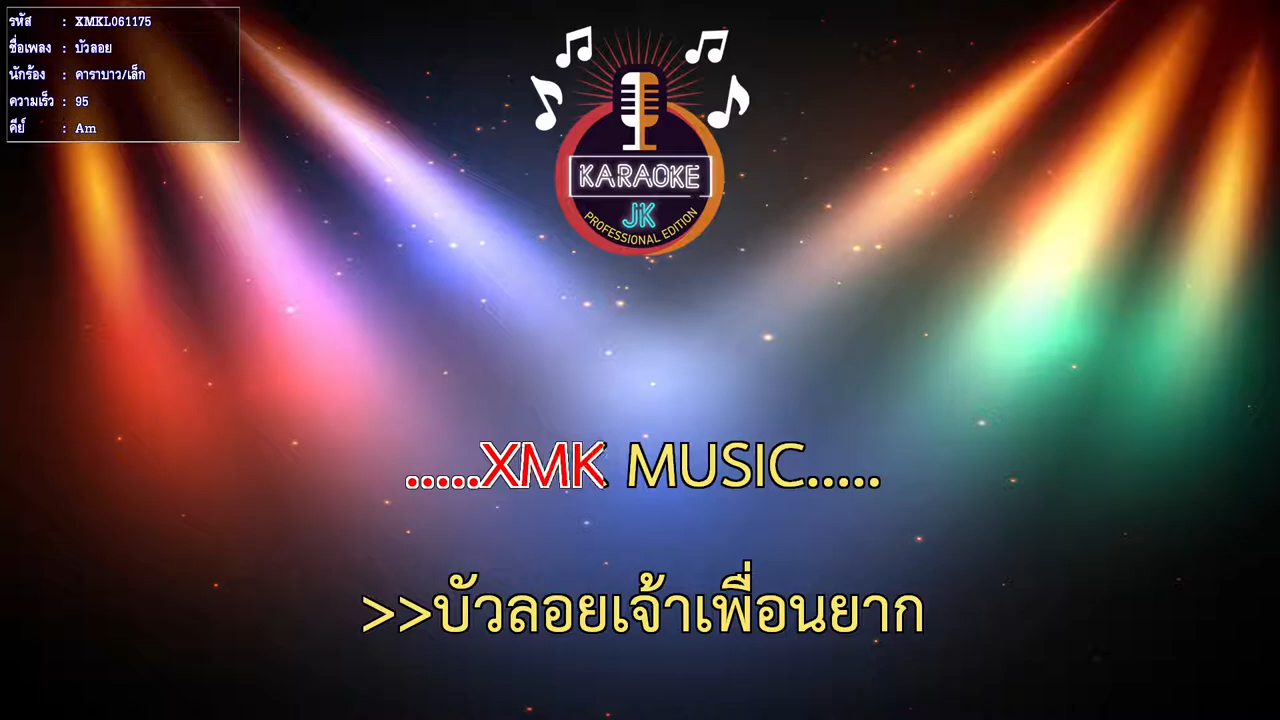 รหัส : XMKL061175
ชื่อเพลง : บัวลอย
นักร้อง : คาราบาว/เล็ก
ความเร็ว : 95
คีย์ : Am
KARAOKE
JK
PROFESSIONAL EDITION
.....XMK MUSIC.....
>>บัวลอยเจ้าเพื่อนยาก